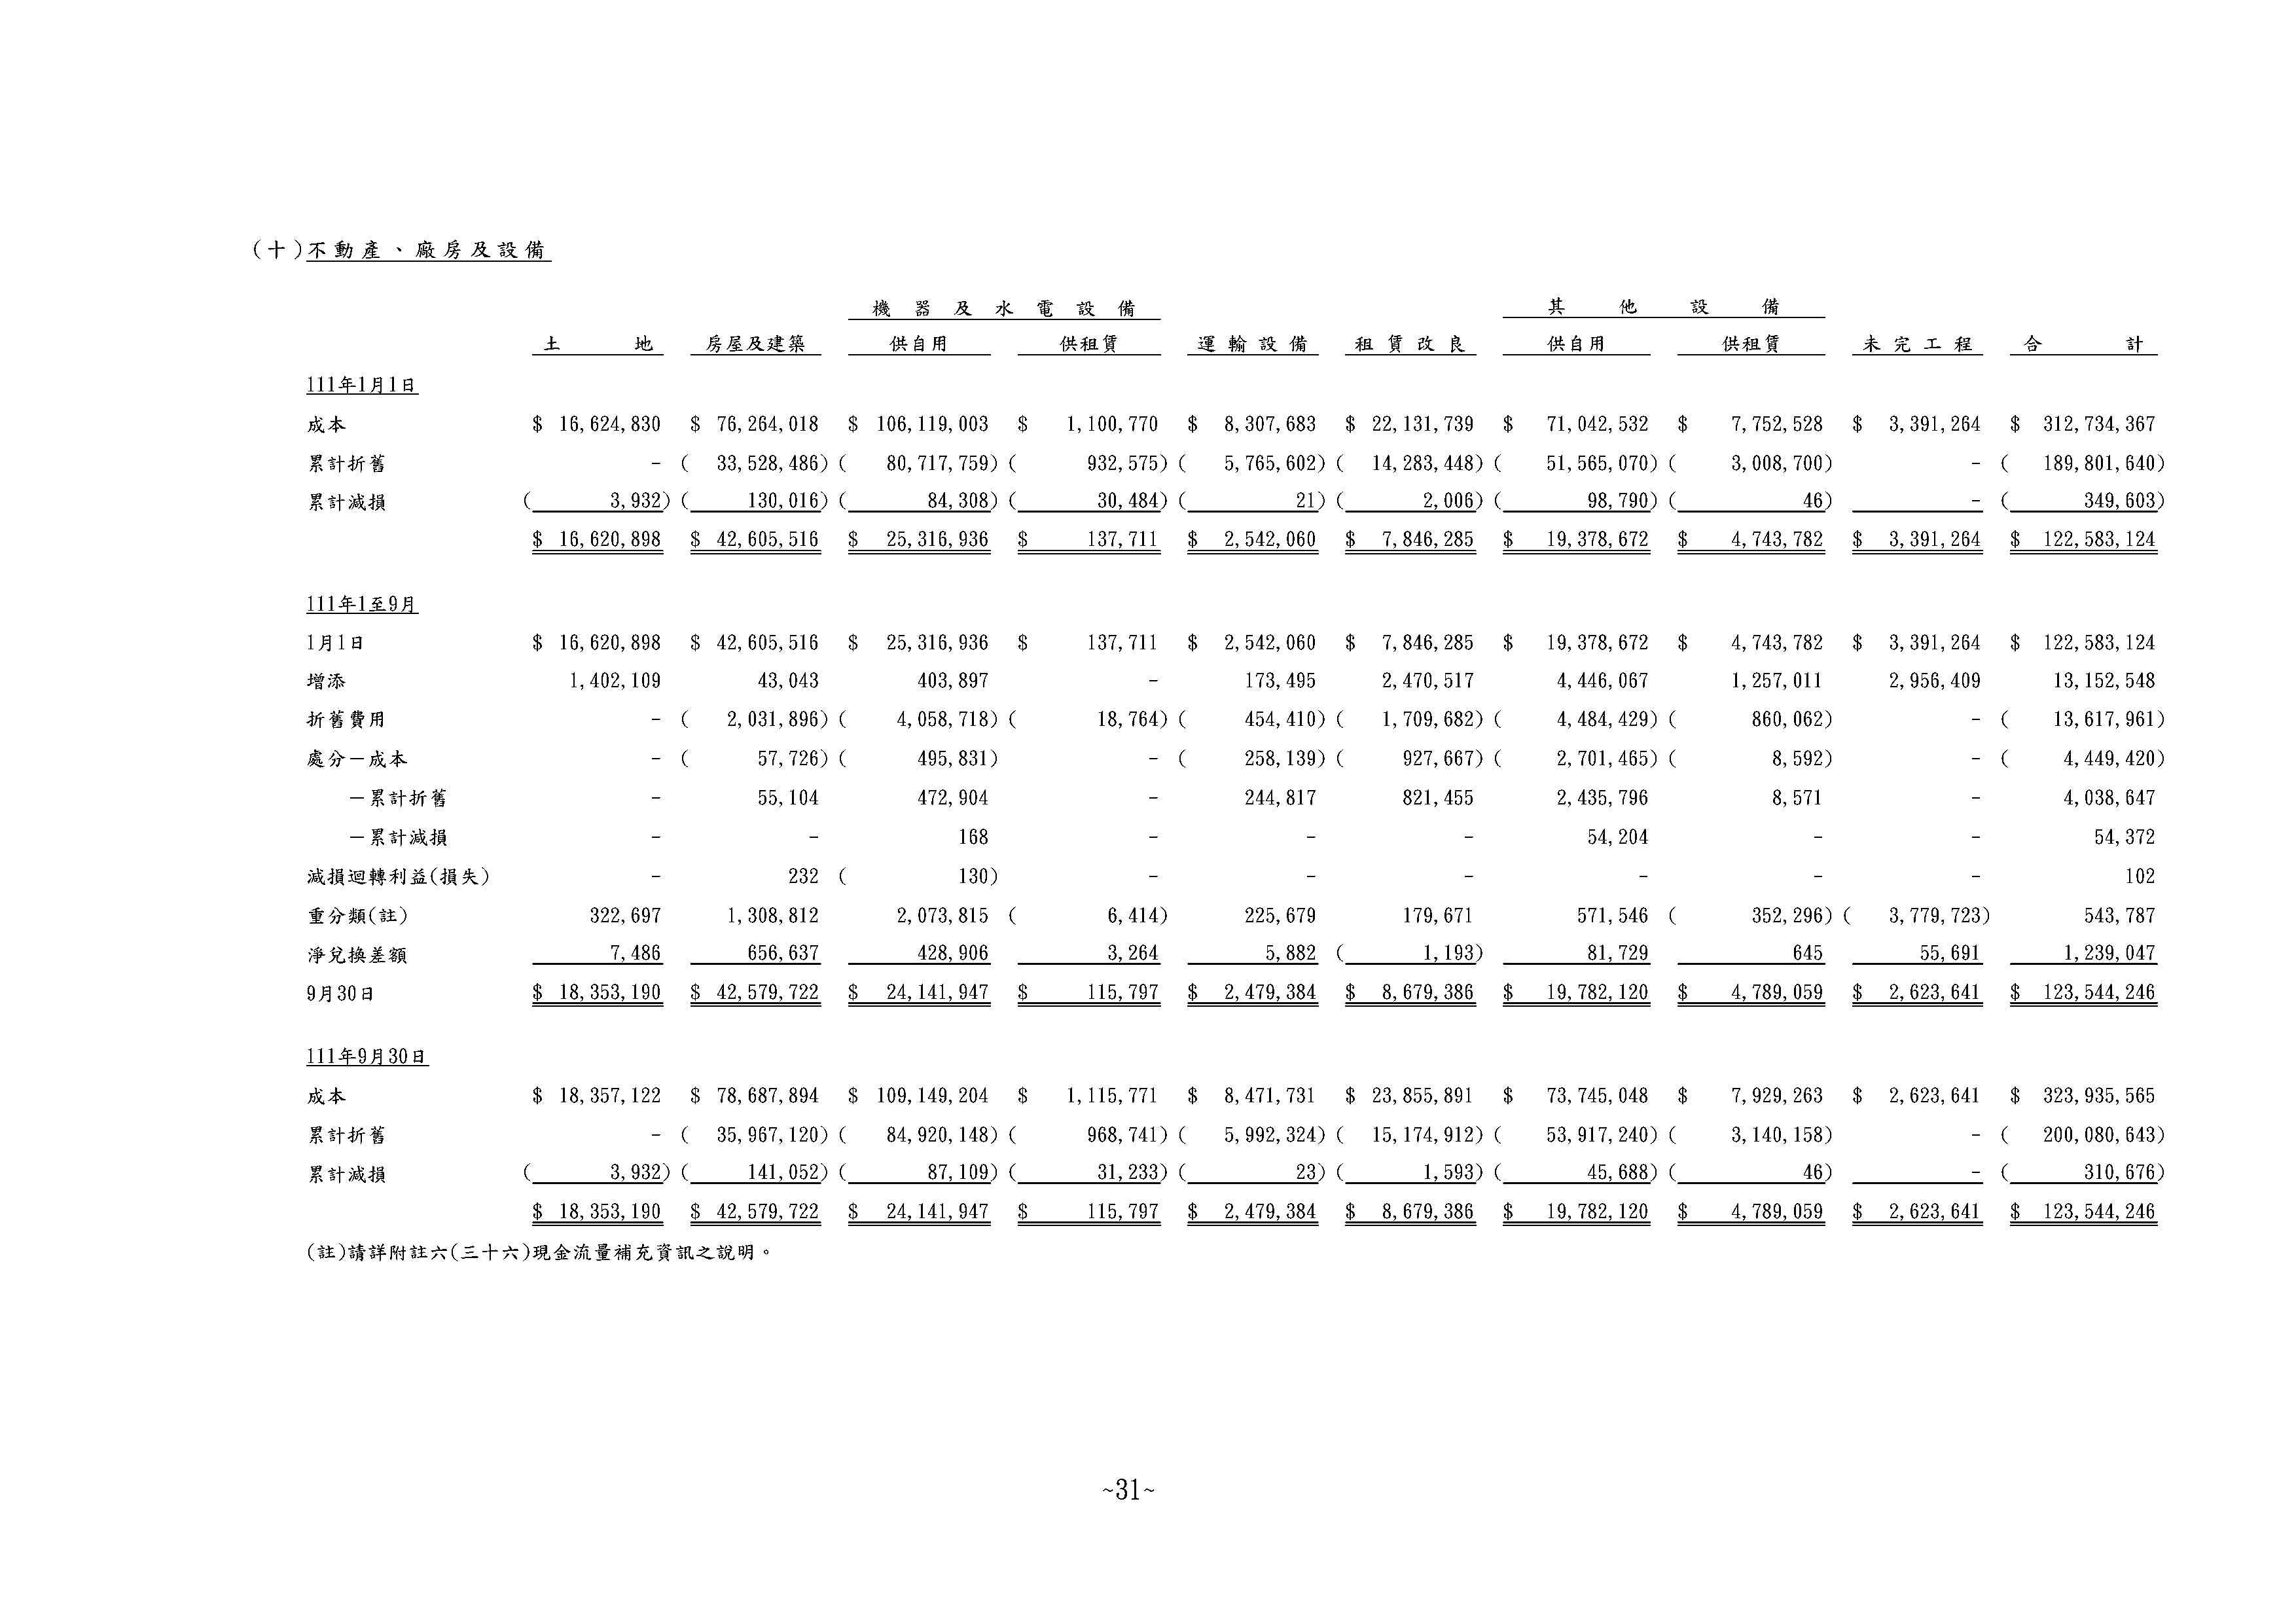 (十)不動產、廠房及設備
機器及水電設備 其他設備
土地 房屋及建築 供自用 供租賃 運輸設備 租賃改良 供自用 供租賃 未完工程 合計
111年1月1日
成本 $ 16,624,830 $ 76,264,018 $ 106,119,003 $ 1,100,770 $ 8,307,683 $ 22,131,739 $ 71,042,532 $ 7,752,528 $ 3,391,264 $ 312,734,367
累計折舊 - ( 33,528,486) ( 80,717,759) ( 932,575) ( 5,765,602) ( 14,283,448) ( 51,565,070) ( 3,008,700) - ( 189,801,640)
累計減損 ( 3,932) ( 130,016) ( 84,308) ( 30,484) ( 21) ( 2,006) ( 98,790) ( 46) - ( 349,603)
$ 16,620,898 $ 42,605,516 $ 25,316,936 $ 137,711 $ 2,542,060 $ 7,846,285 $ 19,378,672 $ 4,743,782 $ 3,391,264 $ 122,583,124
111年1至9月
1月1日 $ 16,620,898 $ 42,605,516 $ 25,316,936 $ 137,711 $ 2,542,060 $ 7,846,285 $ 19,378,672 $ 4,743,782 $ 3,391,264 $ 122,583,124
增添 1,402,109 43,043 403,897 - 173,495 2,470,517 4,446,067 1,257,011 2,956,409 13,152,548
折舊費用 - ( 2,031,896) ( 4,058,718) ( 18,764) ( 454,410) ( 1,709,682) ( 4,484,429) ( 860,062) - ( 13,617,961)
處分－成本 - ( 57,726) ( 495,831) - ( 258,139) ( 927,667) ( 2,701,465) ( 8,592) - ( 4,449,420)
－累計折舊 - 55,104 472,904 - 244,817 821,455 2,435,796 8,571 - 4,038,647
－累計減損 - - 168 - - - 54,204 - - 54,372
減損迴轉利益(損失) - 232 ( 130) - - - - - - 102
重分類(註) 322,697 1,308,812 2,073,815 ( 6,414) 225,679 179,671 571,546 ( 352,296) ( 3,779,723) 543,787
淨兌換差額 7,486 656,637 428,906 3,264 5,882 ( 1,193) 81,729 645 55,691 1,239,047
9月30日 $ 18,353,190 $ 42,579,722 $ 24,141,947 $ 115,797 $ 2,479,384 $ 8,679,386 $ 19,782,120 $ 4,789,059 $ 2,623,641 $ 123,544,246
111年9月30日
成本 $ 18,357,122 $ 78,687,894 $ 109,149,204 $ 1,115,771 $ 8,471,731 $ 23,855,891 $ 73,745,048 $ 7,929,263 $ 2,623,641 $ 323,935,565
累計折舊 - ( 35,967,120) ( 84,920,148) ( 968,741) ( 5,992,324) ( 15,174,912) ( 53,917,240) ( 3,140,158) - ( 200,080,643)
累計減損 ( 3,932) ( 141,052) ( 87,109) ( 31,233) ( 23) ( 1,593) ( 45,688) ( 46) - ( 310,676)
$ 18,353,190 $ 42,579,722 $ 24,141,947 $ 115,797 $ 2,479,384 $ 8,679,386 $ 19,782,120 $ 4,789,059 $ 2,623,641 $ 123,544,246
(註)請詳附註六(三十六)現金流量補充資訊之說明。
~31~